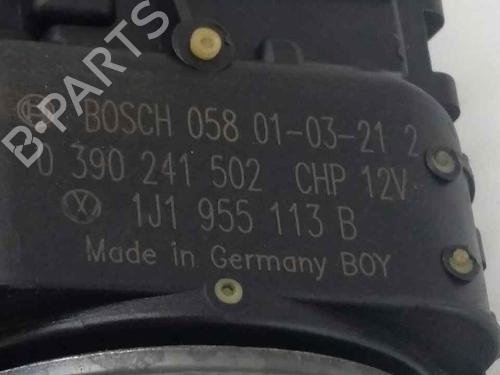 B-PARTS
BOSCH 058 01-03-21 2
0 390 241 502 CHP 12V
1J1 955 113 B
Made in Germany BOY